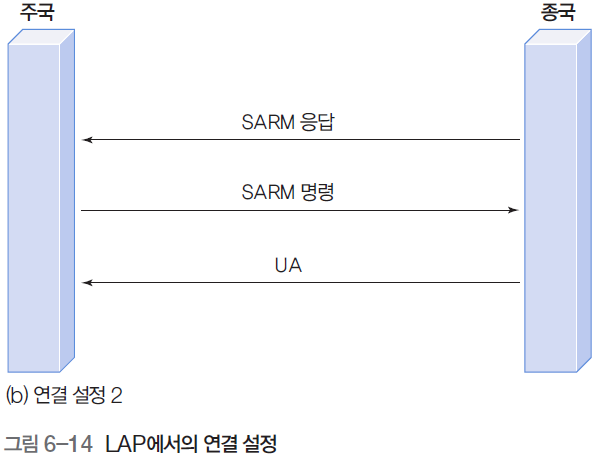 주국 종국
SARM 응답
SARM 명령
UA
(b) 연결 설정 2
그림 6-14 LAP에서의 연결 설정